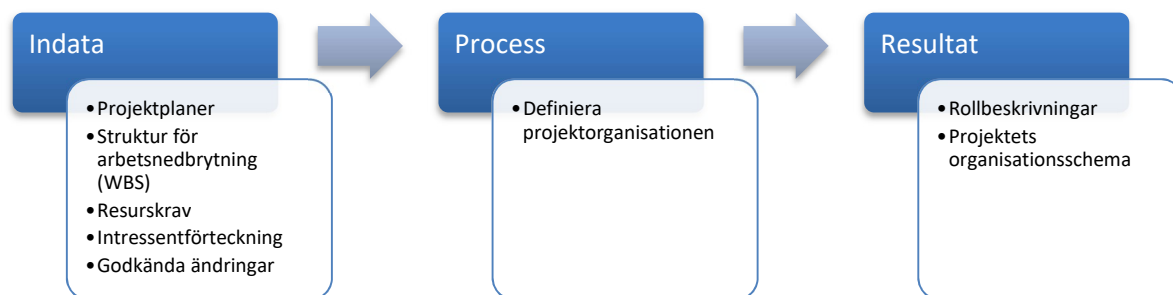 Indata
•Projektplaner
•Struktur för
arbetsnedbrytning
(WBS)
•Resurskrav
•Intressentförteckning
•Godkända ändringar
Process
•Definiera
projektorganisationen
Resultat
•Rollbeskrivningar
•Projektets
organisationsschema